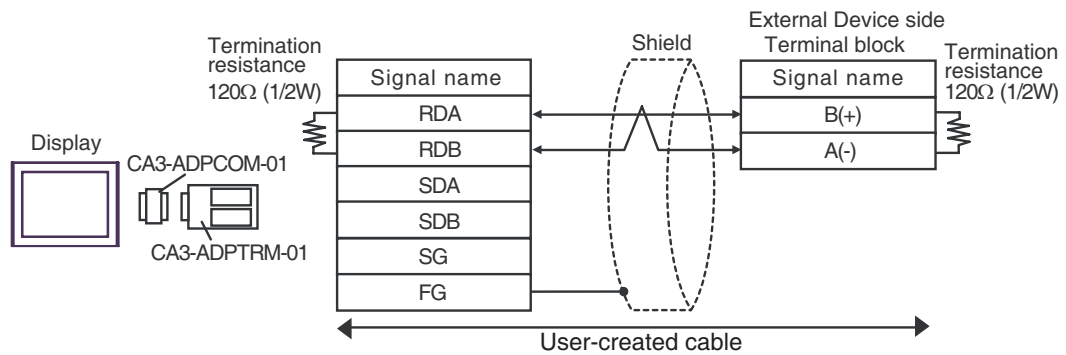 External Device side
Terminal block
Shield
Termination
resistance
120Ω (1/2W)
Termination
resistance
120Ω (1/2W)
Signal name
RDA
RDB
SDA
SDB
SG
FG
Signal name
B(+)
A(-)
Display
CA3-ADPCOM-01
CA3-ADPTRM-01
User-created cable